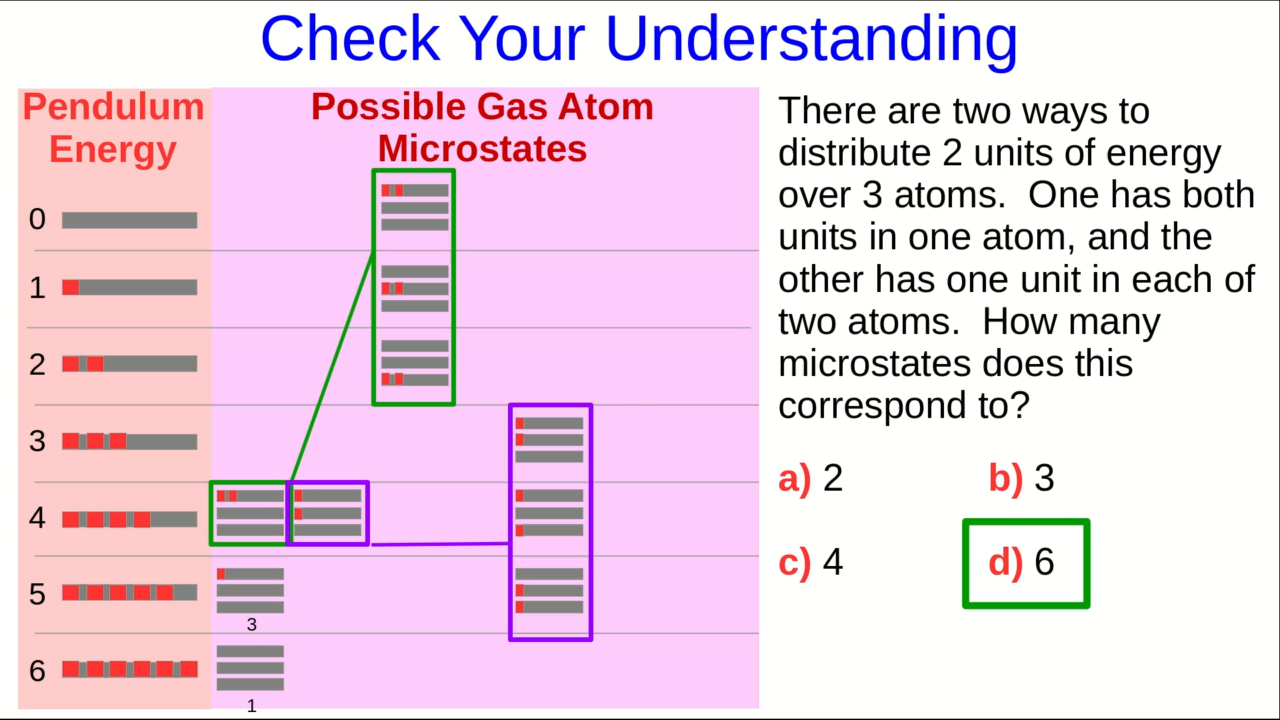 Check Your Understanding
Pendulum
Energy
Possible Gas Atom
Microstates
0
1
2
3
4
5
3
6
1
There are two ways to
distribute 2 units of energy
over 3 atoms.  One has both
units in one atom, and the
other has one unit in each of
two atoms.  How many
microstates does this
correspond to?
a) 2
b) 3
c) 4
d) 6